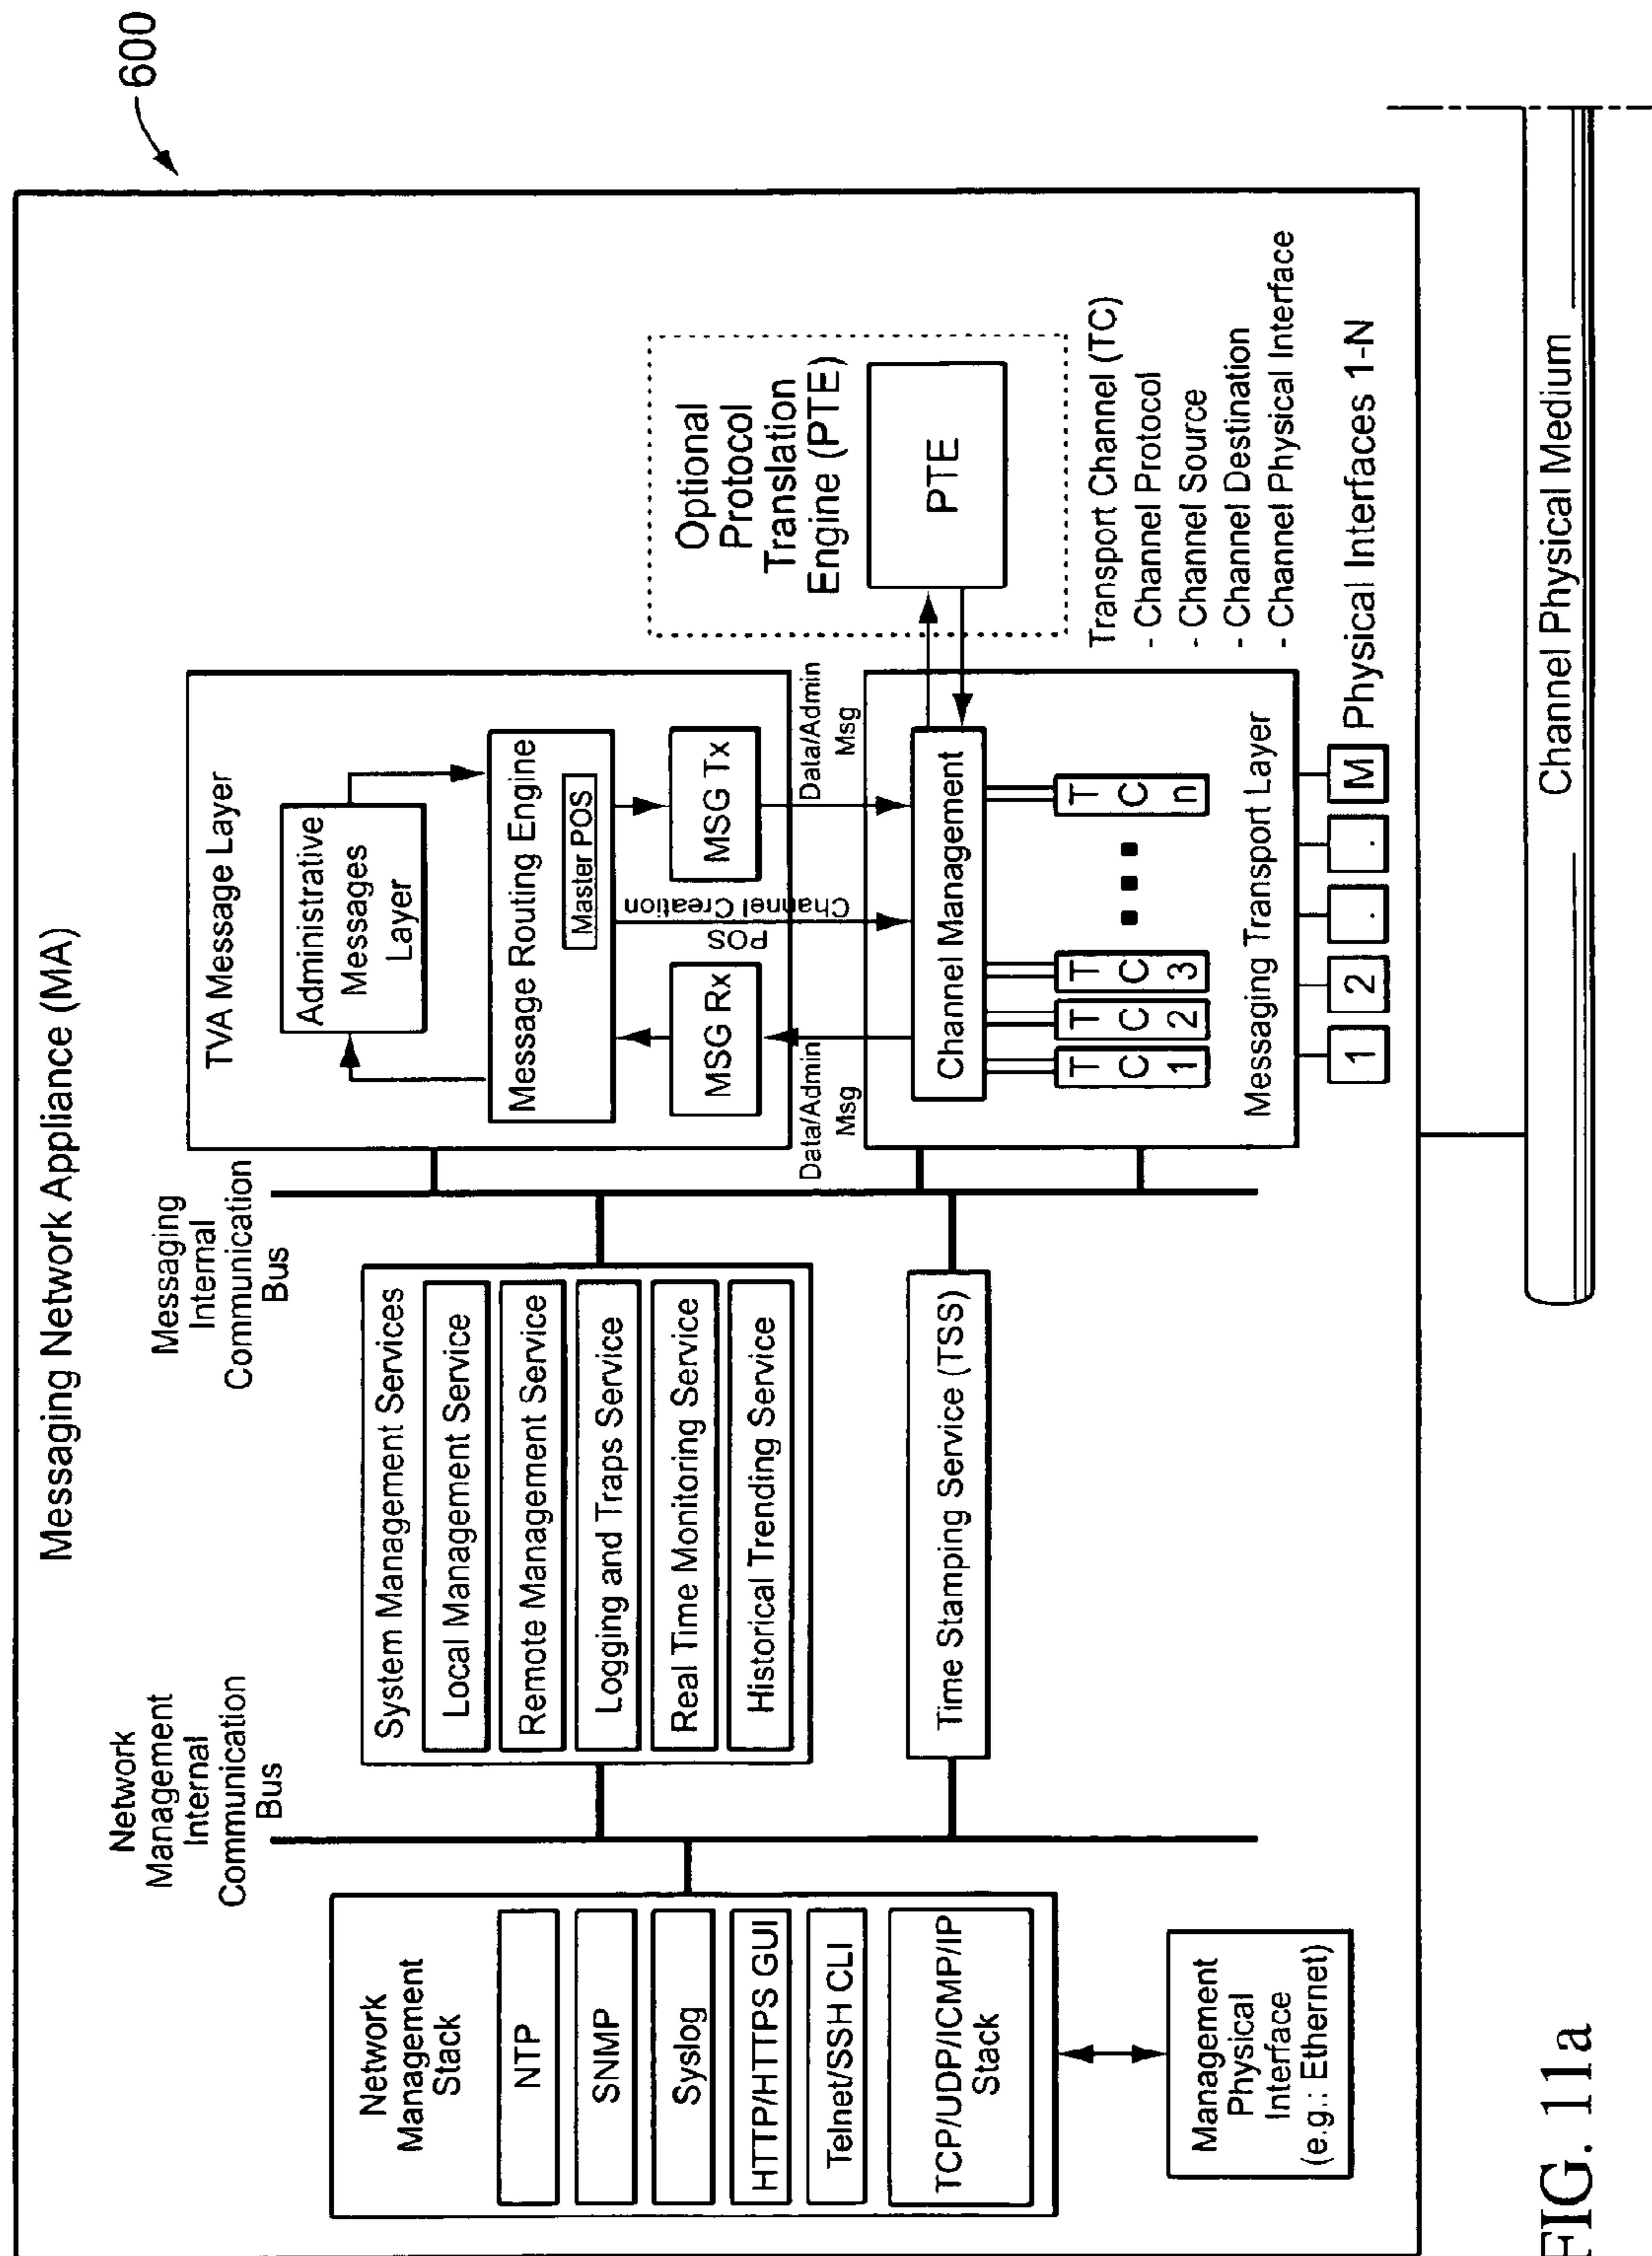 600
Messaging Network Appliance (MA)
Network
Management
Internal
Communication
Bus
Messaging
Internal
Communication
Bus
Network
Management
Stack
NTP
SNMP
Syslog
HTTP/HTTPS GUI
Telnet/SSH CLI
TCP/UDP/ICMP/IP
Stack
Management
Physical
Interface
(e.g.: Ethernet)
System Management Services
Local Management Service
Remote Management Service
Logging and Traps Service
Real Time Monitoring Service
Historical Trending Service
Time Stamping Service (TSS)
TVA Message Layer
Administrative
Messages
Layer
Message Routing Engine
Master POS
MSG Rx
MSG Tx
POS
Channel Creation
Data/Admin
Msg
Data/Admin
Msg
Channel Management
T
C
1
T
C
2
T
C
3
T
C
n
Messaging Transport Layer
Optional
Protocol
Translation
Engine (PTE)
PTE
Transport Channel (TC)
- Channel Protocol
- Channel Source
- Channel Destination
- Channel Physical Interface
1
2
.
.
M
Physical Interfaces 1-N
Channel Physical Medium
FIG. 11a